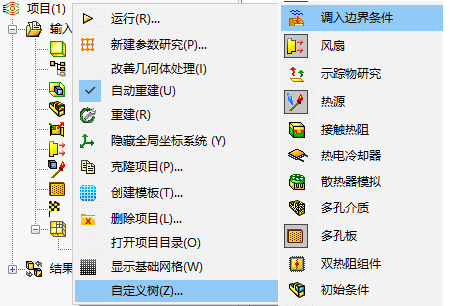 项目(1)
输入
结果
运行(R)...
新建参数研究(P)...
改善几何体处理(I)
自动重建(U)
重建(R)
隐藏全局坐标系统 (Y)
克隆项目(P)...
创建模板(T)...
删除项目(L)...
打开项目目录(O)
显示基础网格(W)
自定义树(Z)...
调入边界条件
风扇
示踪物研究
热源
接触热阻
热电冷却器
散热器模拟
多孔介质
多孔板
双热阻组件
初始条件